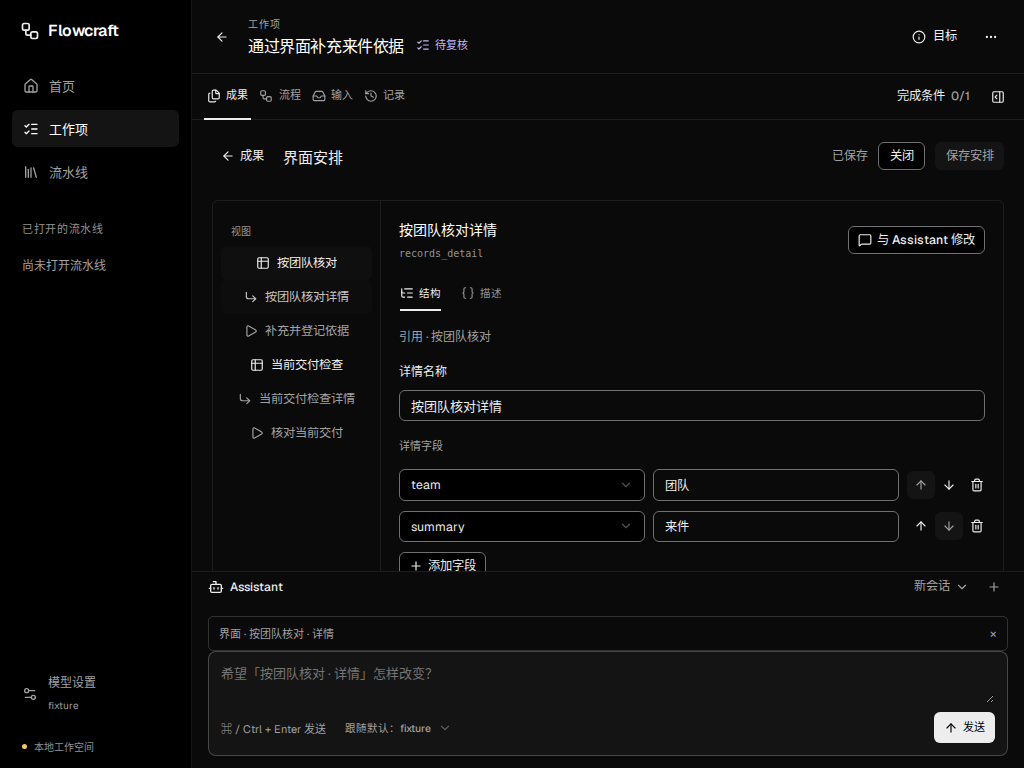 Flowcraft
首页
工作项
流水线
已打开的流水线
尚未打开流水线
模型设置
fixture
本地工作空间
工作项
通过界面补充来件依据
待复核
目标
成果
流程
输入
记录
完成条件 0/1
成果
界面安排
已保存
关闭
保存安排
视图
按团队核对
按团队核对详情
补充并登记依据
当前交付检查
当前交付检查详情
核对当前交付
按团队核对详情
records_detail
与 Assistant 修改
结构
描述
引用 · 按团队核对
详情名称
按团队核对详情
详情字段
team
团队
summary
来件
添加字段
Assistant
新会话
界面 · 按团队核对 · 详情
希望「按团队核对 · 详情」怎样改变？
⌘ / Ctrl + Enter 发送
跟随默认：fixture
发送